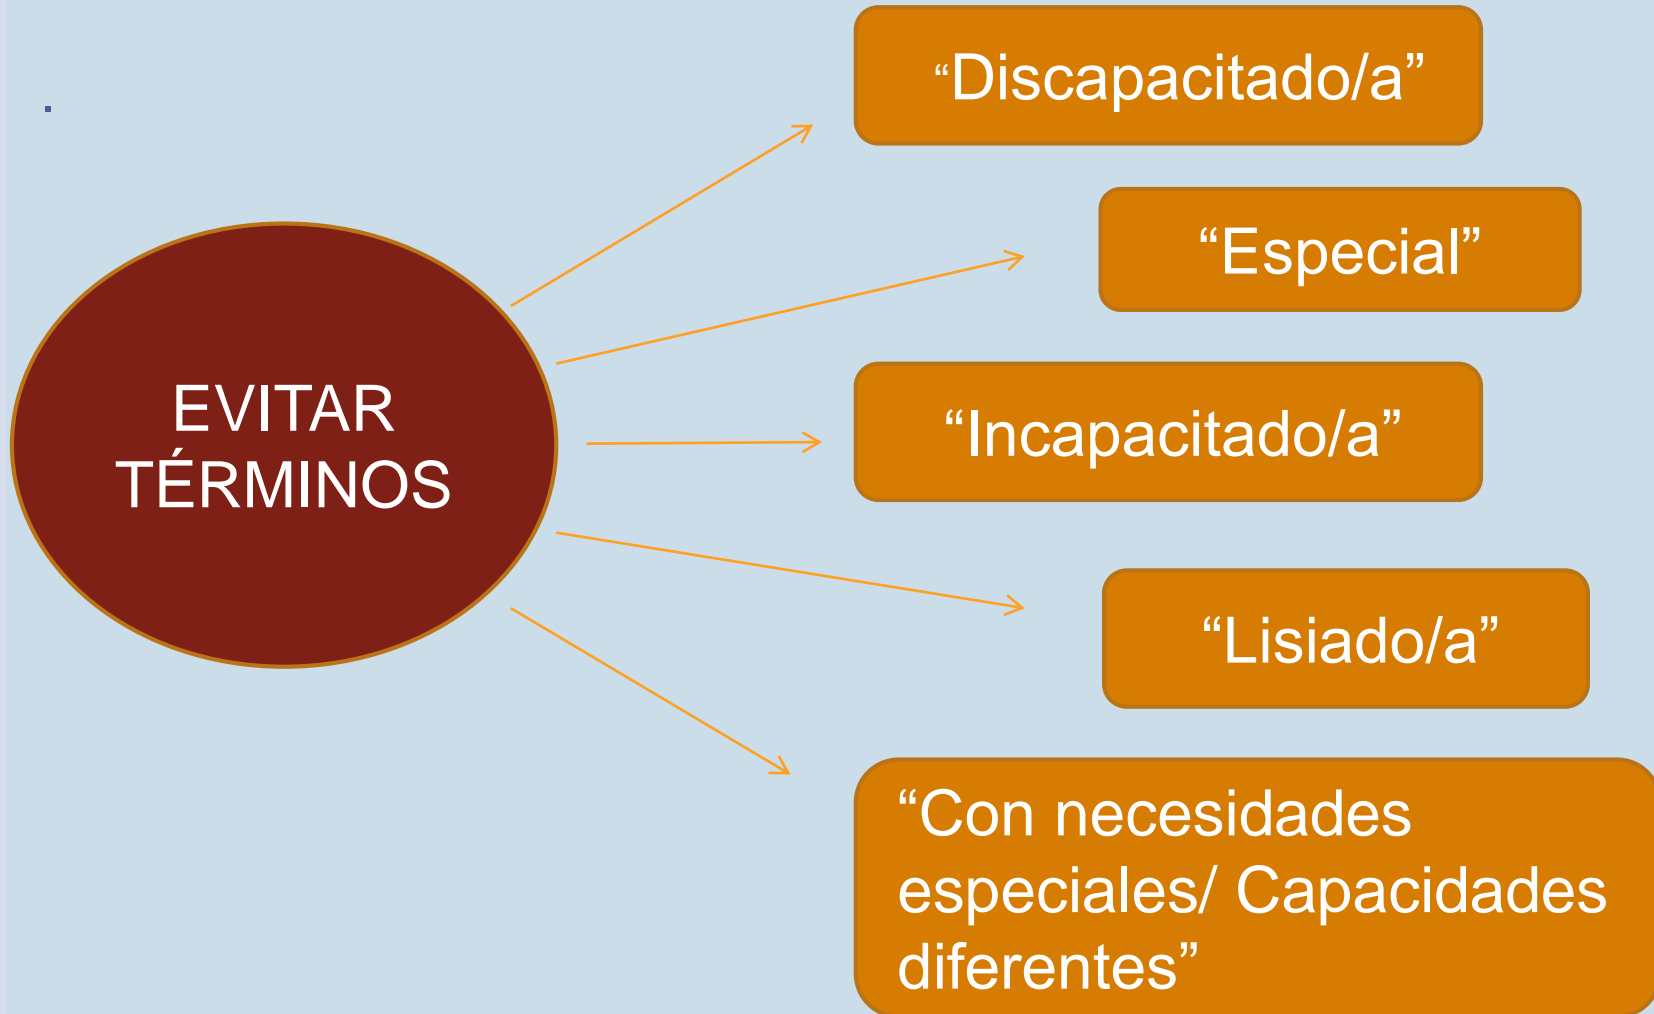 “Discapacitado/a”
“Especial”
EVITAR
TÉRMINOS
“Incapacitado/a”
“Lisiado/a”
“Con necesidades
especiales/ Capacidades
diferentes”